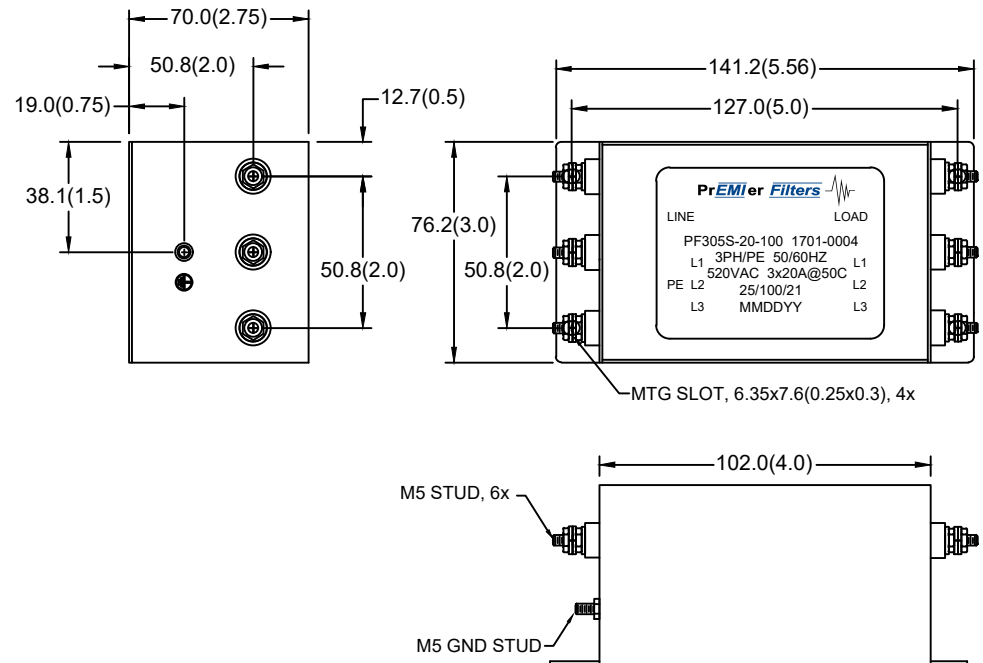 70.0(2.75)
50.8(2.0)
19.0(0.75)
12.7(0.5)
38.1(1.5)
50.8(2.0)
141.2(5.56)
127.0(5.0)
76.2(3.0)
50.8(2.0)
PrEMIer Filters
LINE LOAD
PF305S-20-100 1701-0004
3PH/PE 50/60HZ
L1 L1
520VAC 3x20A@50C
PE L2 L2
25/100/21
L3 MMDDYY L3
MTG SLOT, 6.35x7.6(0.25x0.3), 4x
102.0(4.0)
M5 STUD, 6x
M5 GND STUD